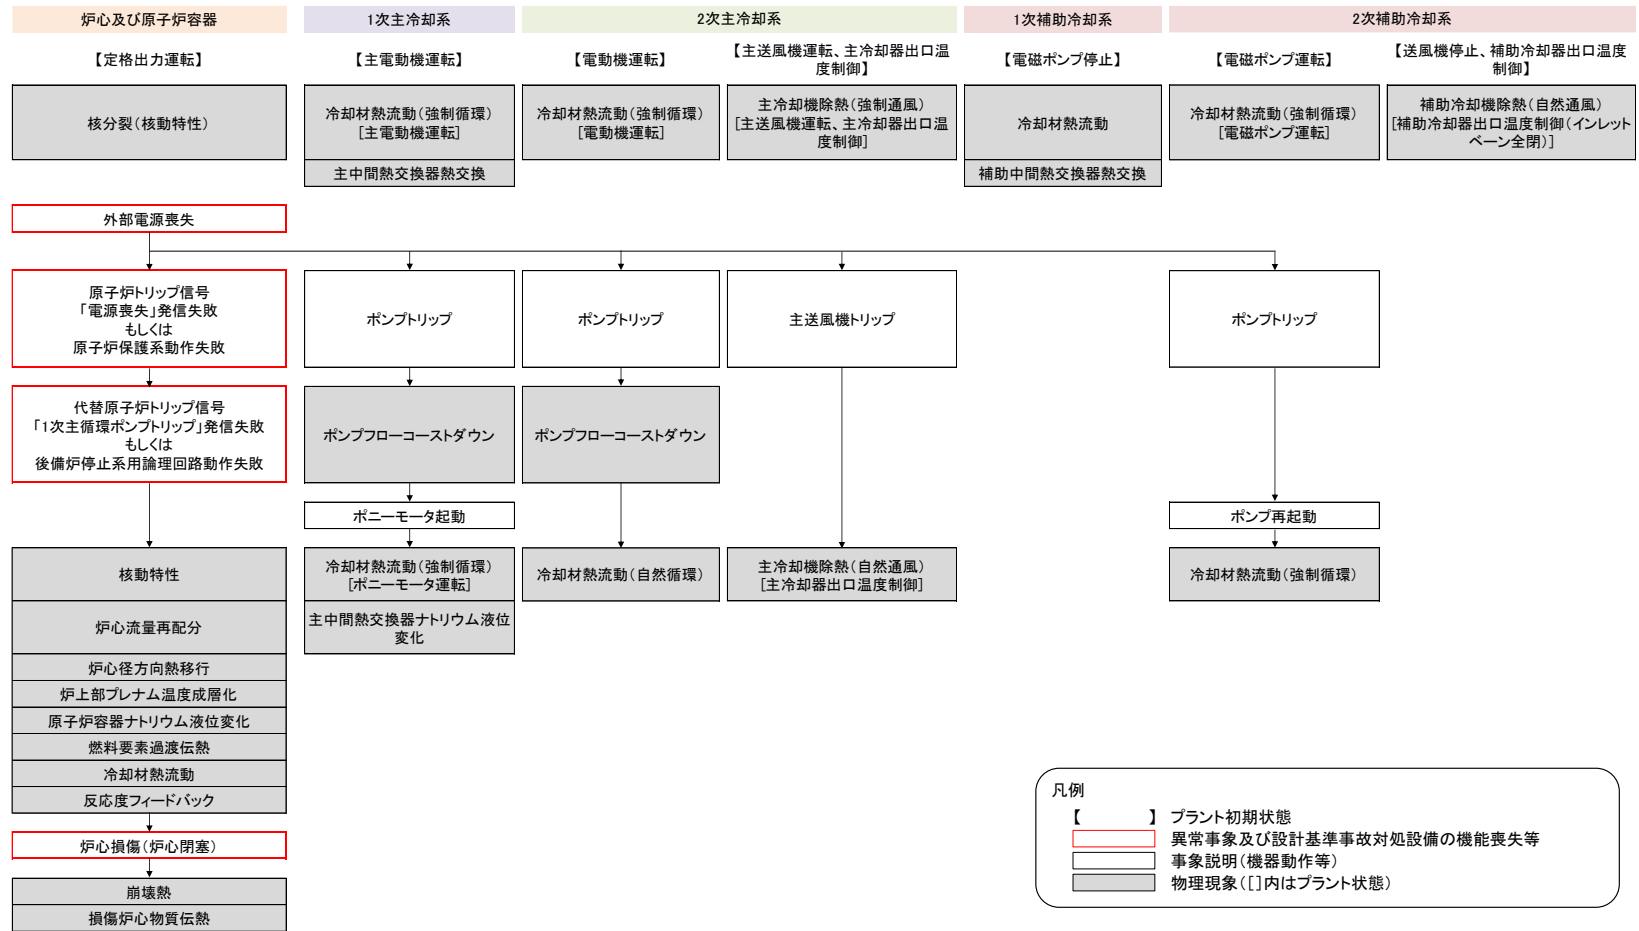 炉心及び原子炉容器
1次主冷却系
2次主冷却系
1次補助冷却系
2次補助冷却系
【定格出力運転】
【主電動機運転】
【電動機運転】
【主送風機運転、主冷却器出口温
度制御】
【電磁ポンプ停止】
【電磁ポンプ運転】
【送風機停止、補助冷却器出口温度
制御】
核分裂(核動特性)
冷却材熱流動(強制循環)
[主電動機運転]
冷却材熱流動(強制循環)
[電動機運転]
主冷却機除熱(強制通風)
[主送風機運転、主冷却器出口温
度制御]
冷却材熱流動
冷却材熱流動(強制循環)
[電磁ポンプ運転]
補助冷却機除熱(自然通風)
[補助冷却器出口温度制御(インレット
ベーン全閉)]
主中間熱交換器熱交換
補助中間熱交換器熱交換
外部電源喪失
原子炉トリップ信号
「電源喪失」発信失敗
もしくは
原子炉保護系動作失敗
ポンプトリップ
ポンプトリップ
主送風機トリップ
ポンプトリップ
代替原子炉トリップ信号
「1次主循環ポンプトリップ」発信失敗
もしくは
後備炉停止系用論理回路動作失敗
ポンプフローコーストダウン
ポンプフローコーストダウン
ポニーモータ起動
ポンプ再起動
核動特性
冷却材熱流動(強制循環)
[ポニーモータ運転]
冷却材熱流動(自然循環)
主冷却機除熱(自然通風)
[主冷却器出口温度制御]
冷却材熱流動(強制循環)
炉心流量再配分
主中間熱交換器ナトリウム液位
変化
炉心径方向熱移行
炉上部プレナム温度成層化
原子炉容器ナトリウム液位変化
燃料要素過渡伝熱
冷却材熱流動
反応度フィードバック
炉心損傷(炉心閉塞)
崩壊熱
損傷炉心物質伝熱
凡例
【 】 プラント初期状態
異常事象及び設計基準事故対処設備の機能喪失等
事象説明(機器動作等)
物理現象([]内はプラント状態)